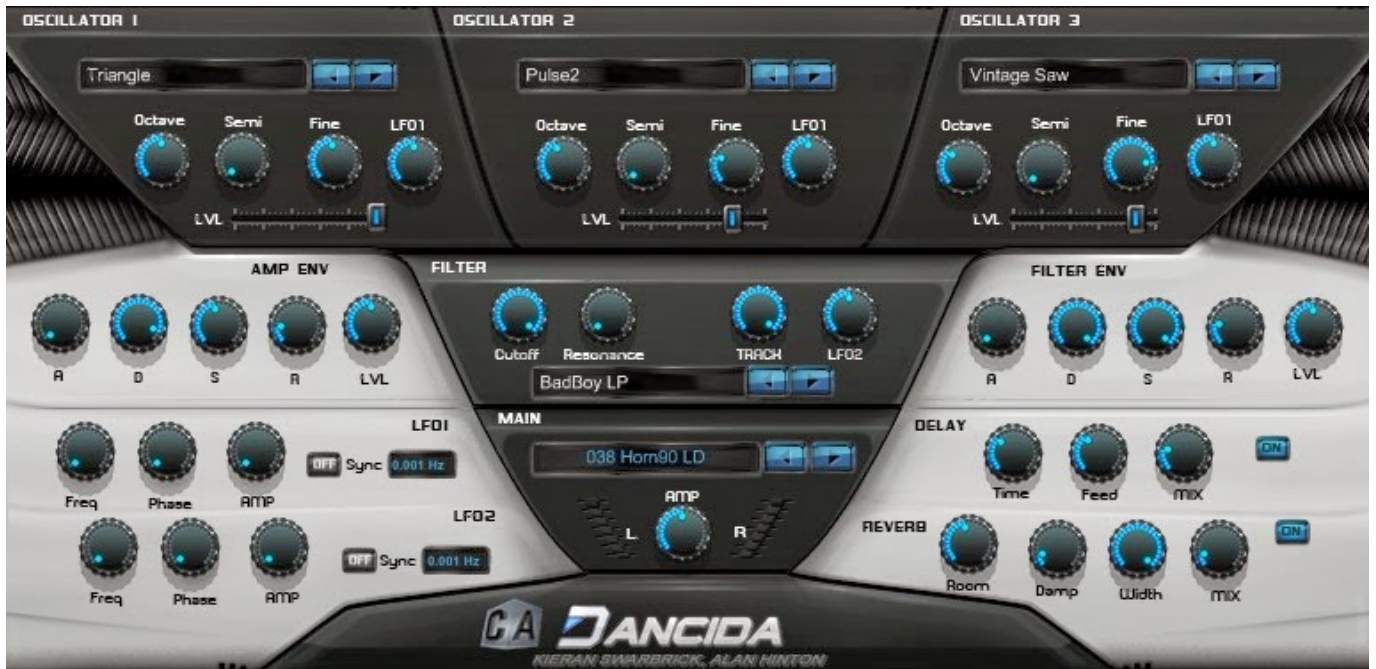 OSCILLATOR 1
OSCILLATOR 2
OSCILLATOR 3
Triangle
Pulse2
Vintage Saw
Octave Semi Fine LFO1
Octave Semi Fine LFO1
Octave Semi Fine LFO1
LVL
LVL
LVL
AMP ENV
A D S R LVL
FILTER
Cutoff Resonance TRACK LFO2
BadBoy LP
FILTER ENV
A D S R LVL
LFO1
OFF Sync 0.001 Hz
Freq Phase AMP
LFO2
OFF Sync 0.001 Hz
Freq Phase AMP
MAIN
038 Horn90 LD
AMP
L R
DELAY
ON
Time Feed MIX
REVERB
ON
Room Damp Width MIX
CA DANCIDA
KIERAN SWARBRICK, ALAN HINTON